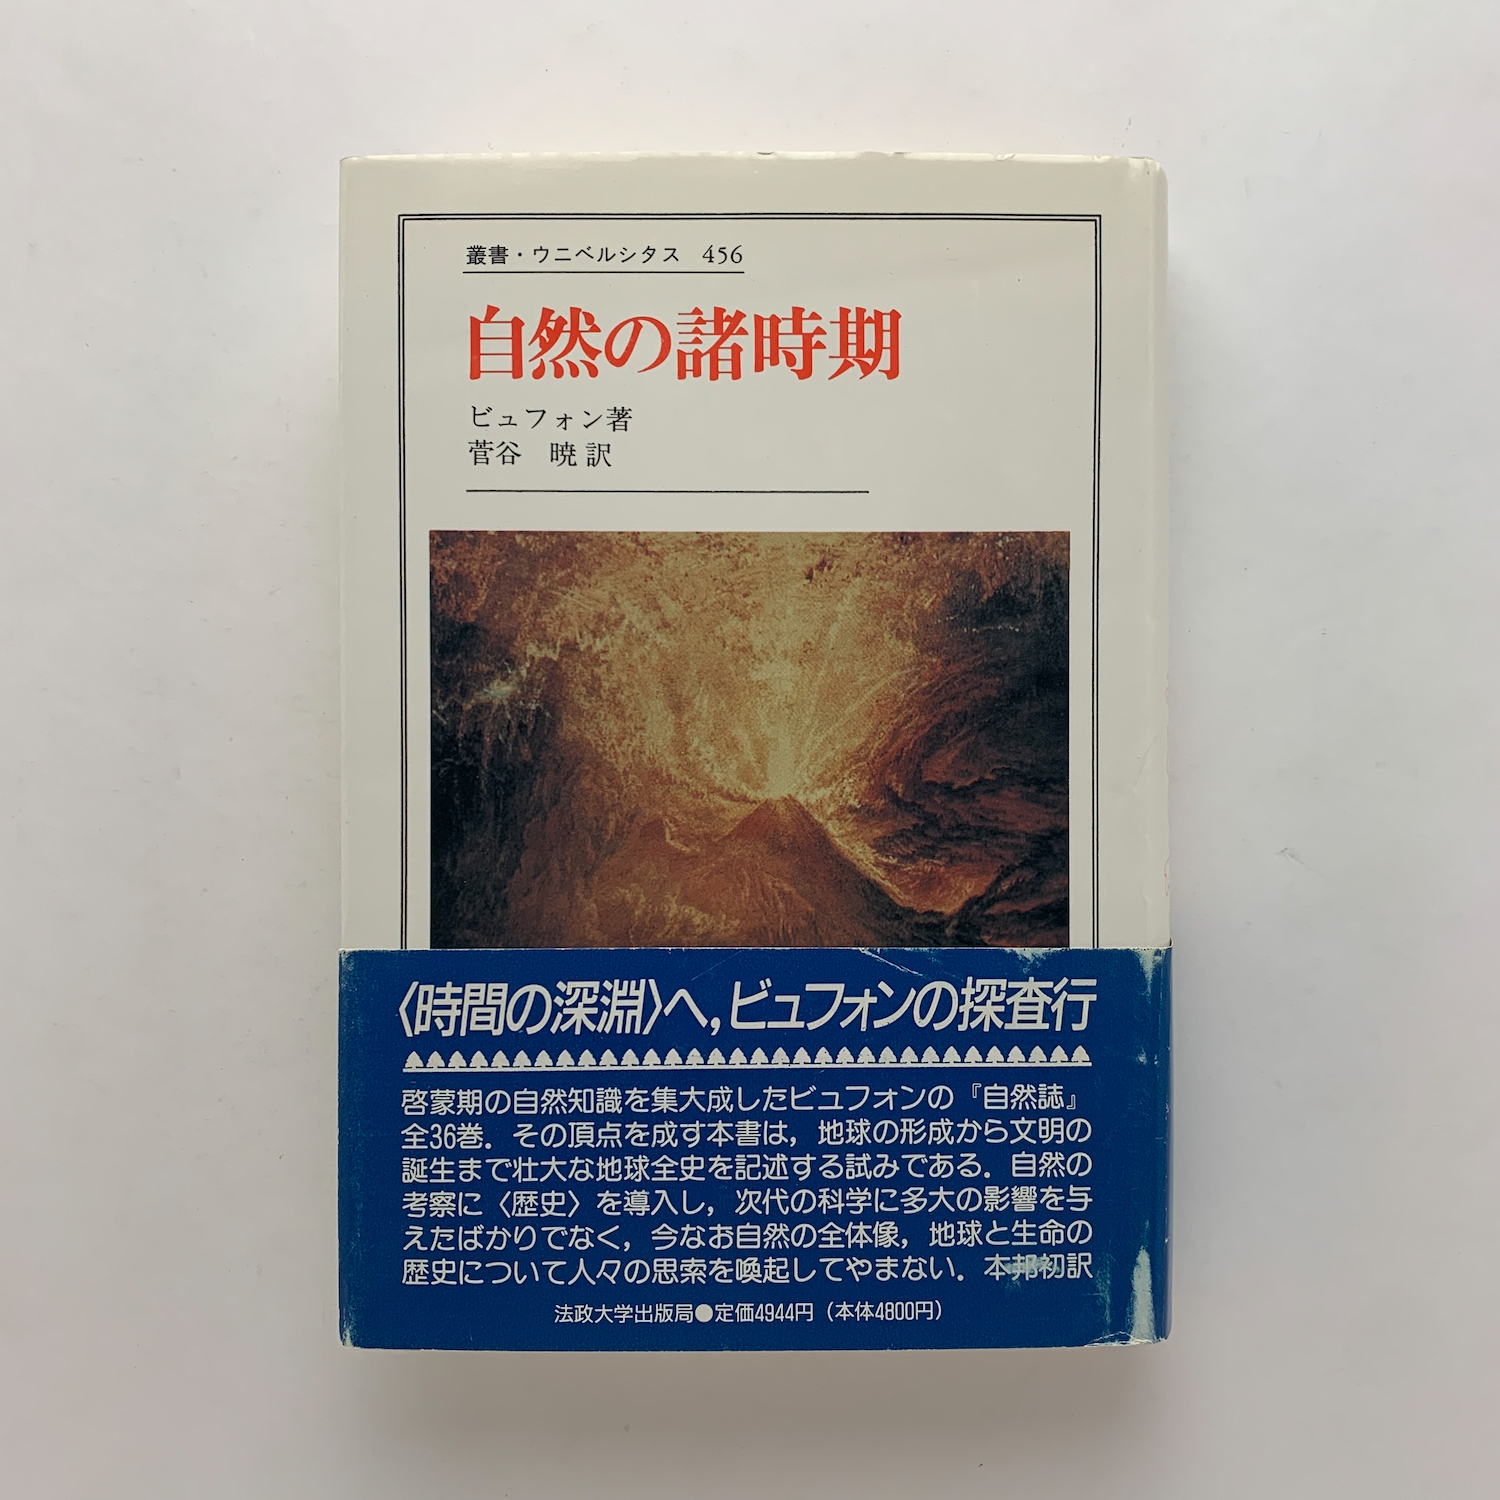 叢書・ウニベルシタス 456
自然の諸時期
ビュフォン著
菅谷 暁訳
〈時間の深淵〉へ,ビュフォンの探査行
啓蒙期の自然知識を集大成したビュフォンの『自然誌』
全36巻．その頂点を成す本書は，地球の形成から文明の
誕生まで壮大な地球全史を記述する試みである．自然の
考察に〈歴史〉を導入し，次代の科学に多大の影響を与
えたばかりでなく，今なお自然の全体像，地球と生命の
歴史について人々の思索を喚起してやまない．本邦初訳
法政大学出版局●定価4944円（本体4800円）